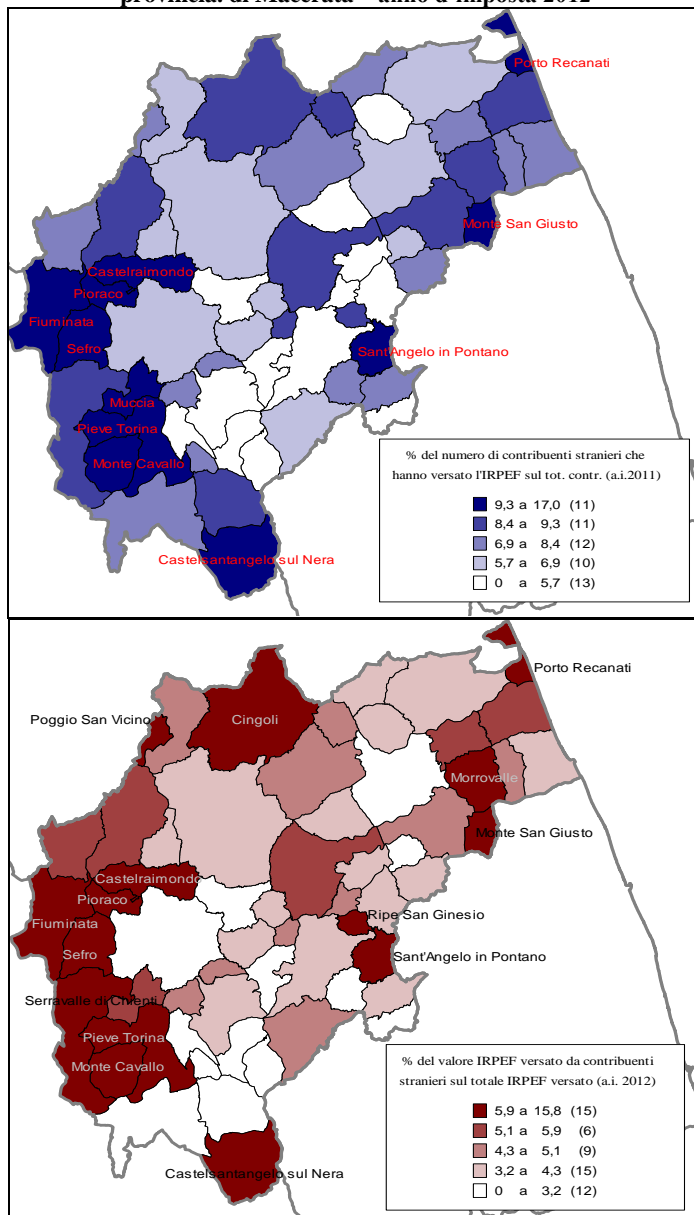 provincia. di Macerata – anno d'imposta 2012
Porto Recanati
Monte San Giusto
Castelraimondo
Pioraco
Fiuminata
Sefro
Sant'Angelo in Pontano
Muccia
Pieve Torina
Monte Cavallo
Castelsantangelo sul Nera
% del numero di contribuenti stranieri che
hanno versato l'IRPEF sul tot. contr. (a.i.2011)
9,3 a 17,0 (11)
8,4 a 9,3 (11)
6,9 a 8,4 (12)
5,7 a 6,9 (10)
0 a 5,7 (13)
Porto Recanati
Poggio San Vicino
Cingoli
Morrovalle
Monte San Giusto
Castelraimondo
Pioraco
Fiuminata
Ripe San Ginesio
Sefro
Sant'Angelo in Pontano
Serravalle di Chienti
Pieve Torina
Monte Cavallo
Castelsantangelo sul Nera
% del valore IRPEF versato da contribuenti
stranieri sul totale IRPEF versato (a.i. 2012)
5,9 a 15,8 (15)
5,1 a 5,9 (6)
4,3 a 5,1 (9)
3,2 a 4,3 (15)
0 a 3,2 (12)